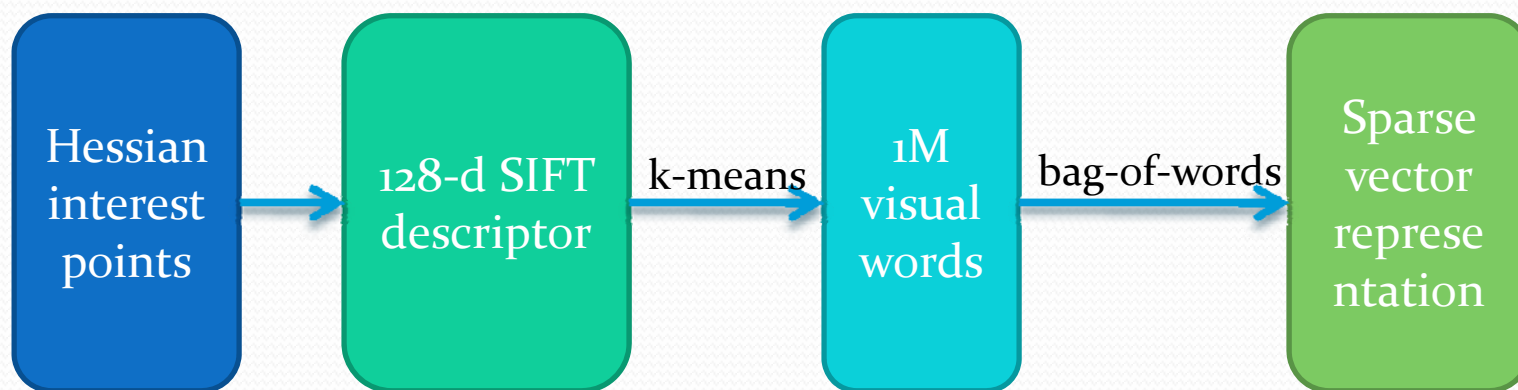 Hessian
interest
points
128-d SIFT
descriptor
k-means
1M
visual
words
bag-of-words
Sparse
vector
represe
ntation